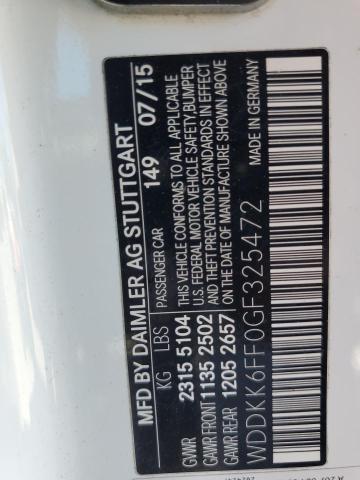 MFD BY DAIMLER AG STUTTGART
149 07/15
PASSENGER CAR
KG LBS
GVWR 2315 5104
GAWR FRONT 1135 2502
GAWR REAR 1205 2657
THIS VEHICLE CONFORMS TO ALL APPLICABLE
U.S. FEDERAL MOTOR VEHICLE SAFETY, BUMPER
AND THEFT PREVENTION STANDARDS IN EFFECT
ON THE DATE OF MANUFACTURE SHOWN ABOVE
WDDKK6FF0GF325472
MADE IN GERMANY